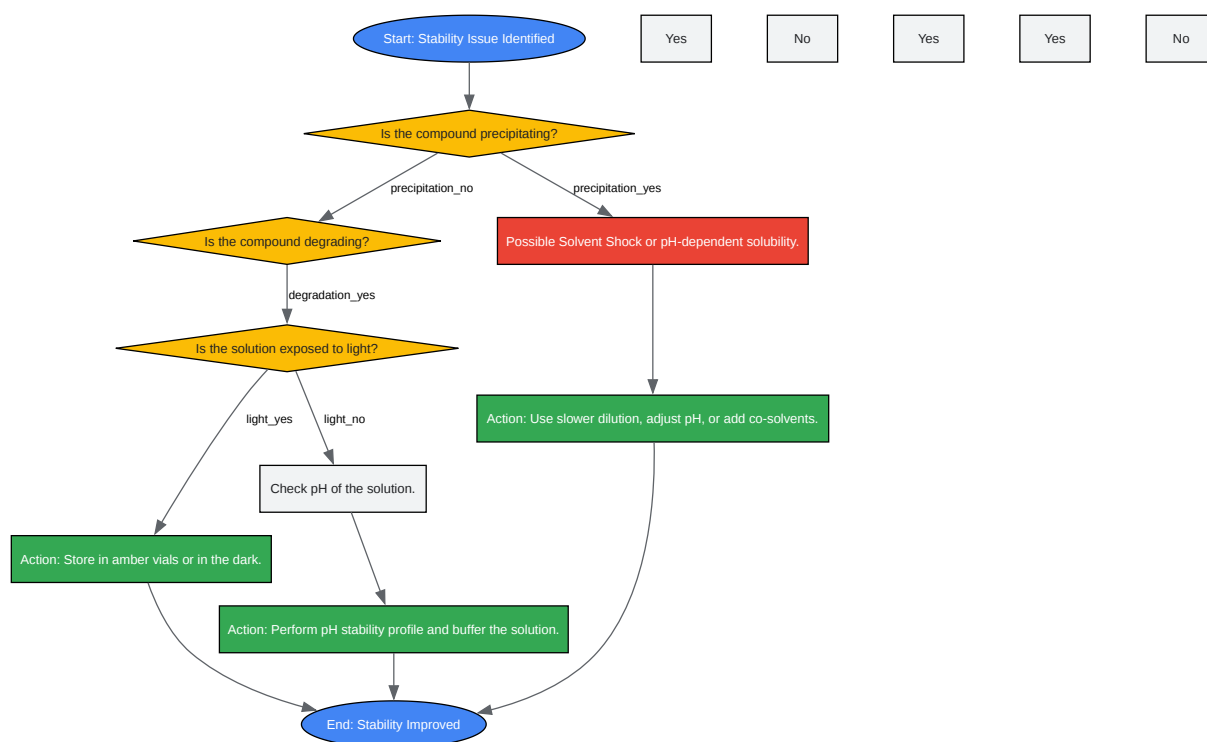 Start: Stability Issue Identified
Yes
No
Yes
Yes
No
Is the compound precipitating?
precipitation_no
precipitation_yes
Is the compound degrading?
Possible Solvent Shock or pH-dependent solubility.
degradation_yes
Is the solution exposed to light?
light_yes
light_no
Action: Use slower dilution, adjust pH, or add co-solvents.
Check pH of the solution.
Action: Store in amber vials or in the dark.
Action: Perform pH stability profile and buffer the solution.
End: Stability Improved